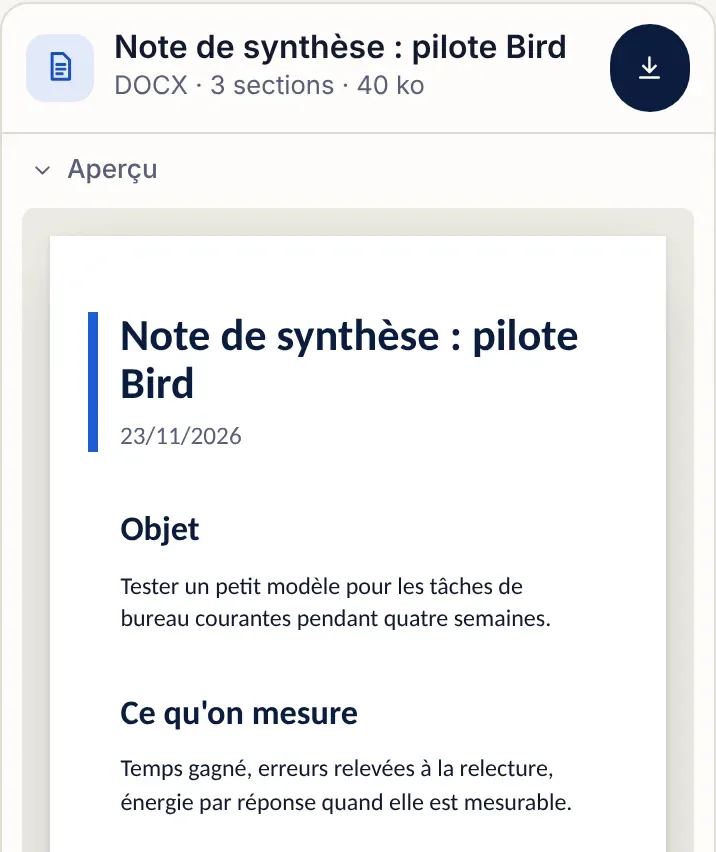 Note de synthèse : pilote Bird
DOCX · 3 sections · 40 ko
Aperçu
Note de synthèse : pilote
Bird
23/11/2026
Objet
Tester un petit modèle pour les tâches de
bureau courantes pendant quatre semaines.
Ce qu'on mesure
Temps gagné, erreurs relevées à la relecture,
énergie par réponse quand elle est mesurable.